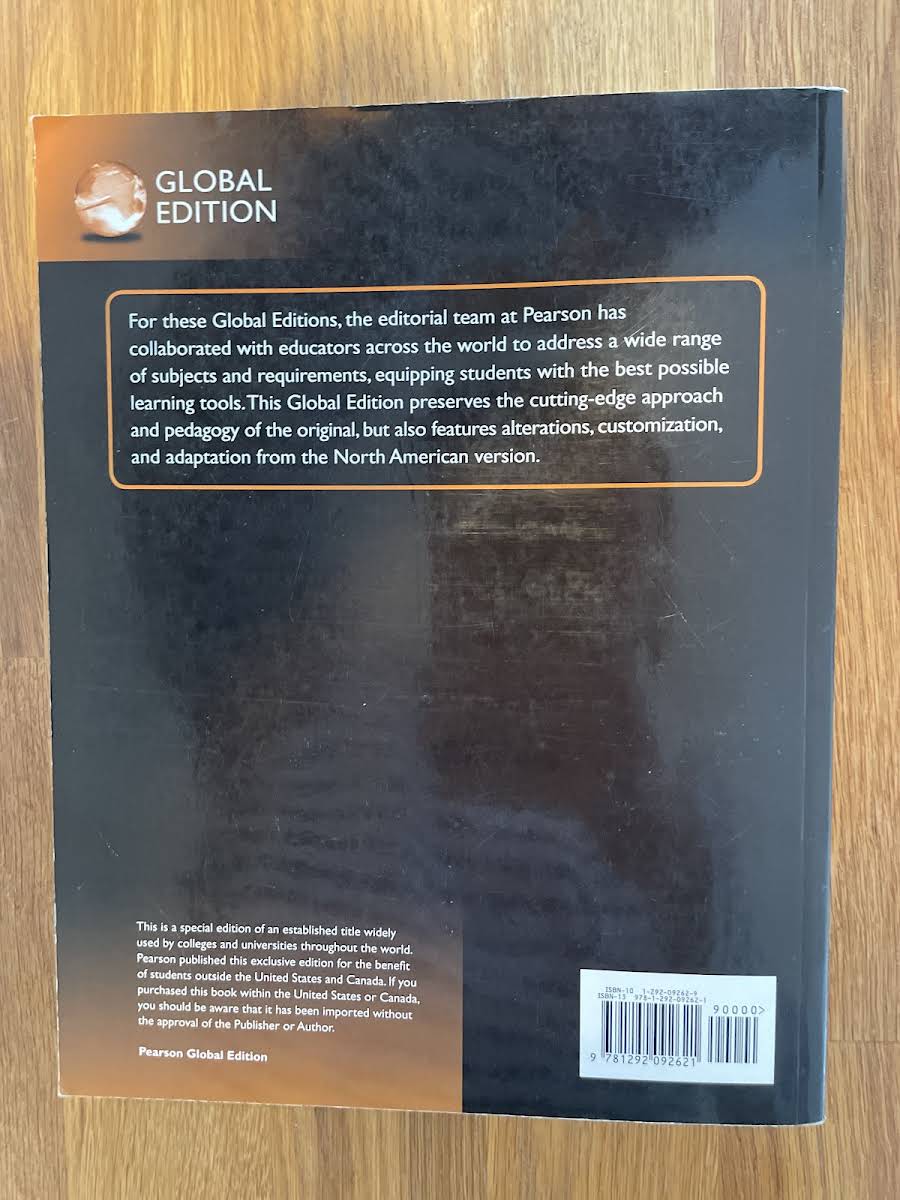 GLOBAL
EDITION
For these Global Editions, the editorial team at Pearson has
collaborated with educators across the world to address a wide range
of subjects and requirements, equipping students with the best possible
learning tools. This Global Edition preserves the cutting-edge approach
and pedagogy of the original, but also features alterations, customization,
and adaptation from the North American version.
This is a special edition of an established title widely
used by colleges and universities throughout the world.
Pearson published this exclusive edition for the benefit
of students outside the United States and Canada. If you
purchased this book within the United States or Canada,
you should be aware that it has been imported without
the approval of the Publisher or Author.
Pearson Global Edition
ISBN-10 1-292-09262-9
ISBN-13 978-1-292-09262-1
90000>
9 781292 092621